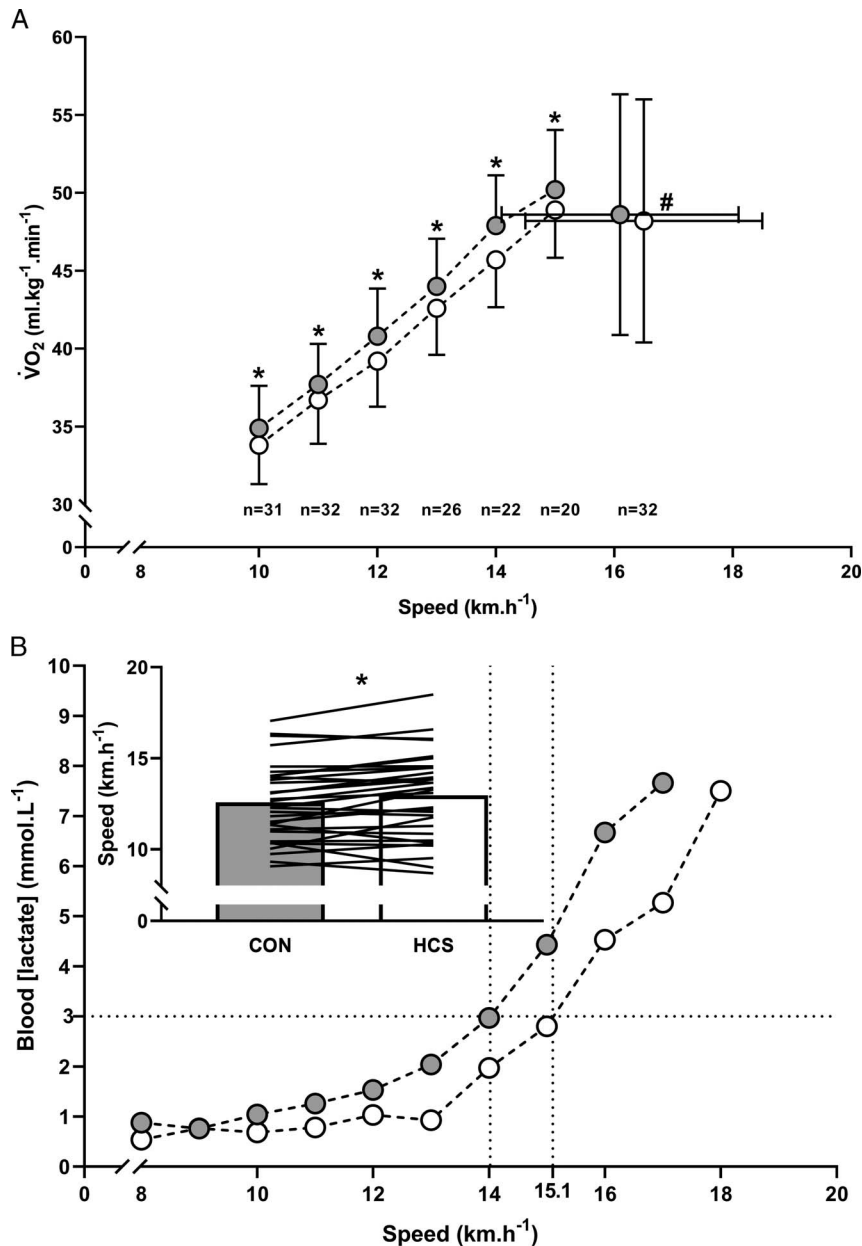 A
60
55
50
45
40
35
30
0
V̇O₂ (ml.kg⁻¹.min⁻¹)
*
*
*
*
*
*
#
n=31 n=32 n=32 n=26 n=22 n=20 n=32
0 8 10 12 14 16 18 20
Speed (km.h⁻¹)
B
10
9
8
7
6
5
4
3
2
1
0
Blood [lactate] (mmol.L⁻¹)
20
15
10
0
Speed (km.h⁻¹)
*
CON HCS
0 8 10 12 14 15.1 16 18 20
Speed (km.h⁻¹)